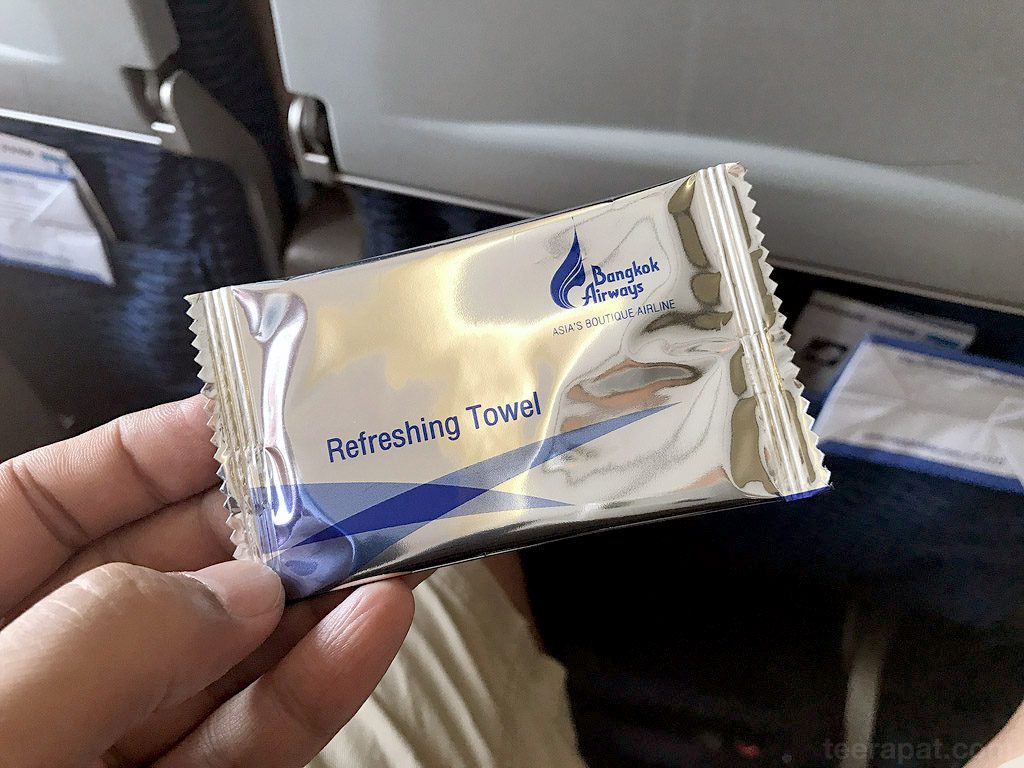 Bangkok
Airways
ASIA'S BOUTIQUE AIRLINE
Refreshing Towel
teerapat.com